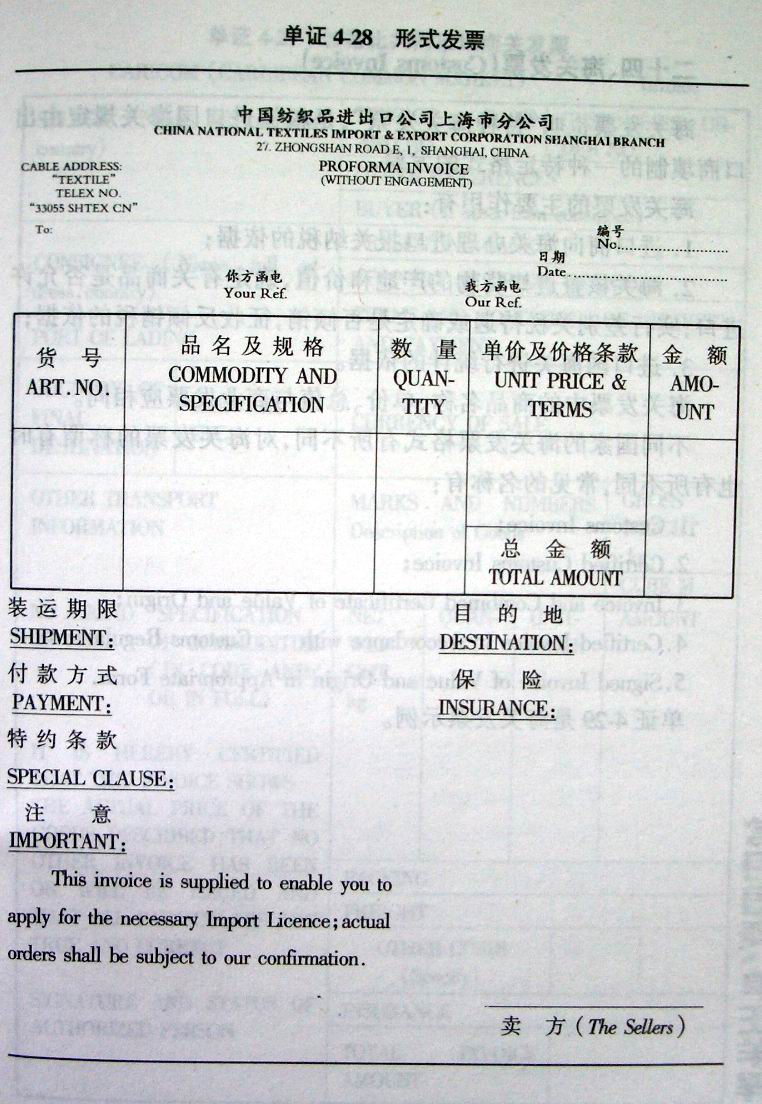 单证 4-28 形式发票
中国纺织品进出口公司上海市分公司
CHINA NATIONAL TEXTILES IMPORT & EXPORT CORPORATION SHANGHAI BRANCH
27. ZHONGSHAN ROAD E, 1, SHANGHAI, CHINA
CABLE ADDRESS:
"TEXTILE"
TELEX NO.
"33055 SHTEX CN"
PROFORMA INVOICE
(WITHOUT ENGAGEMENT)
To:
编号
No.
日期
Date
你方函电
Your Ref.
我方函电
Our Ref.
货 号
ART. NO.
品名及规格
COMMODITY AND
SPECIFICATION
数 量
QUAN-
TITY
单价及价格条款
UNIT PRICE &
TERMS
金 额
AMO-
UNT
总 金 额
TOTAL AMOUNT
装运期限
SHIPMENT:
目 的 地
DESTINATION:
付款方式
PAYMENT:
保 险
INSURANCE:
特约条款
SPECIAL CLAUSE:
注 意
IMPORTANT:
This invoice is supplied to enable you to
apply for the necessary Import Licence; actual
orders shall be subject to our confirmation.
卖 方 (The Sellers)